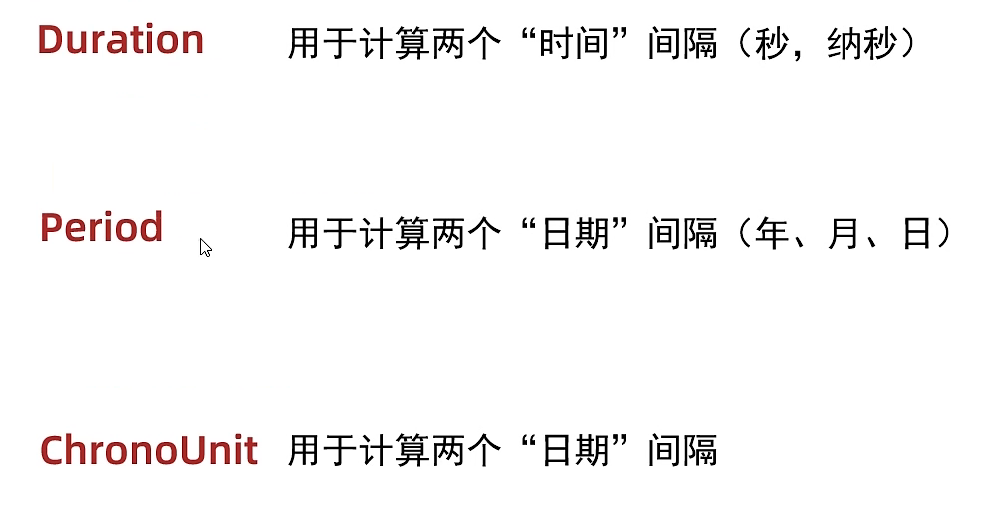 Duration 用于计算两个“时间”间隔（秒，纳秒）
Period 用于计算两个“日期”间隔（年、月、日）
ChronoUnit 用于计算两个“日期”间隔